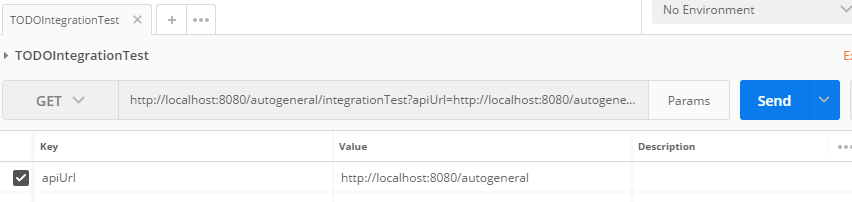 No Environment
TODOIntegrationTest
TODOIntegrationTest
GET http://localhost:8080/autogeneral/integrationTest?apiUrl=http://localhost:8080/autogene... Params Send
Key Value Description
apiUrl http://localhost:8080/autogeneral